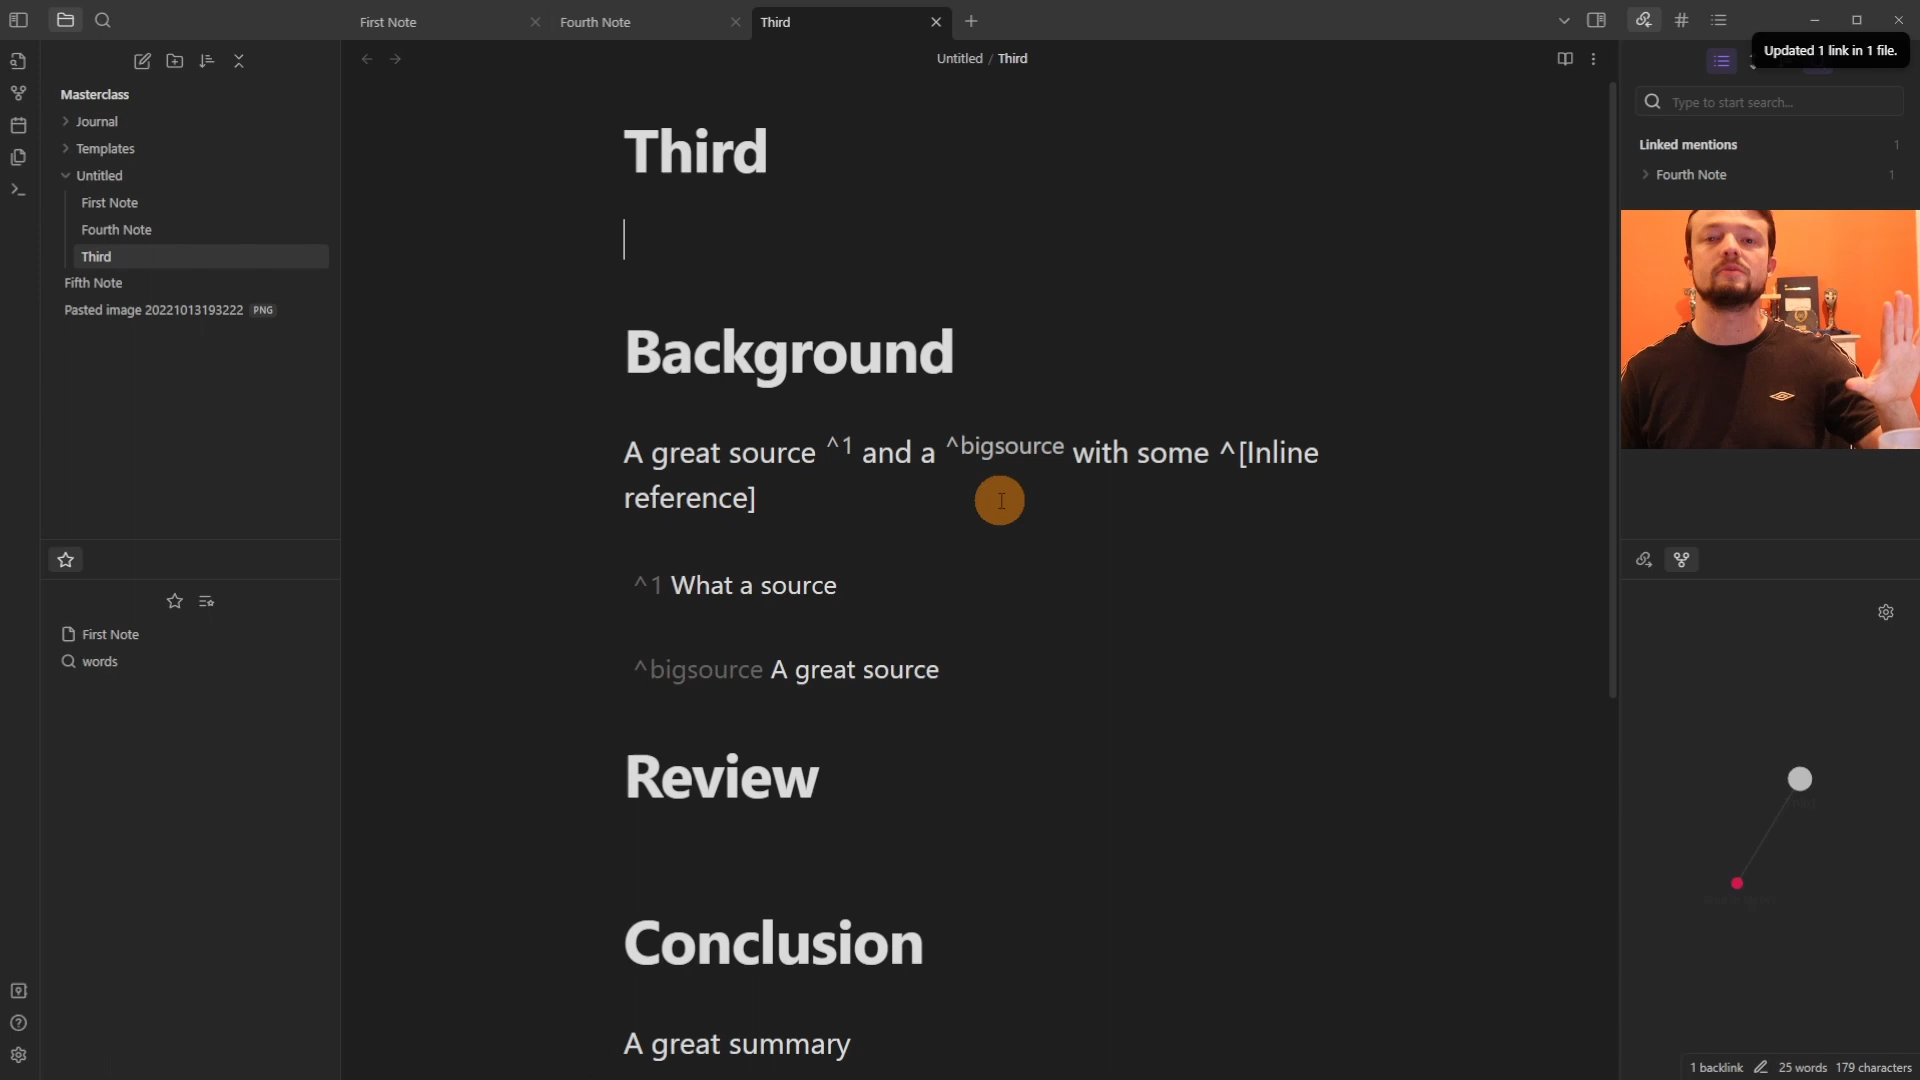 First Note
Fourth Note
Third
Untitled / Third
Updated 1 link in 1 file.
Masterclass
Journal
Templates
Untitled
First Note
Fourth Note
Third
Fifth Note
Pasted image 20221013193222 PNG
First Note
words
Third
Background
A great source ^1 and a ^bigsource with some ^[Inline
reference]
^1 What a source
^bigsource A great source
Review
Conclusion
A great summary
Type to start search...
Linked mentions 1
Fourth Note 1
1 backlink 25 words 179 characters